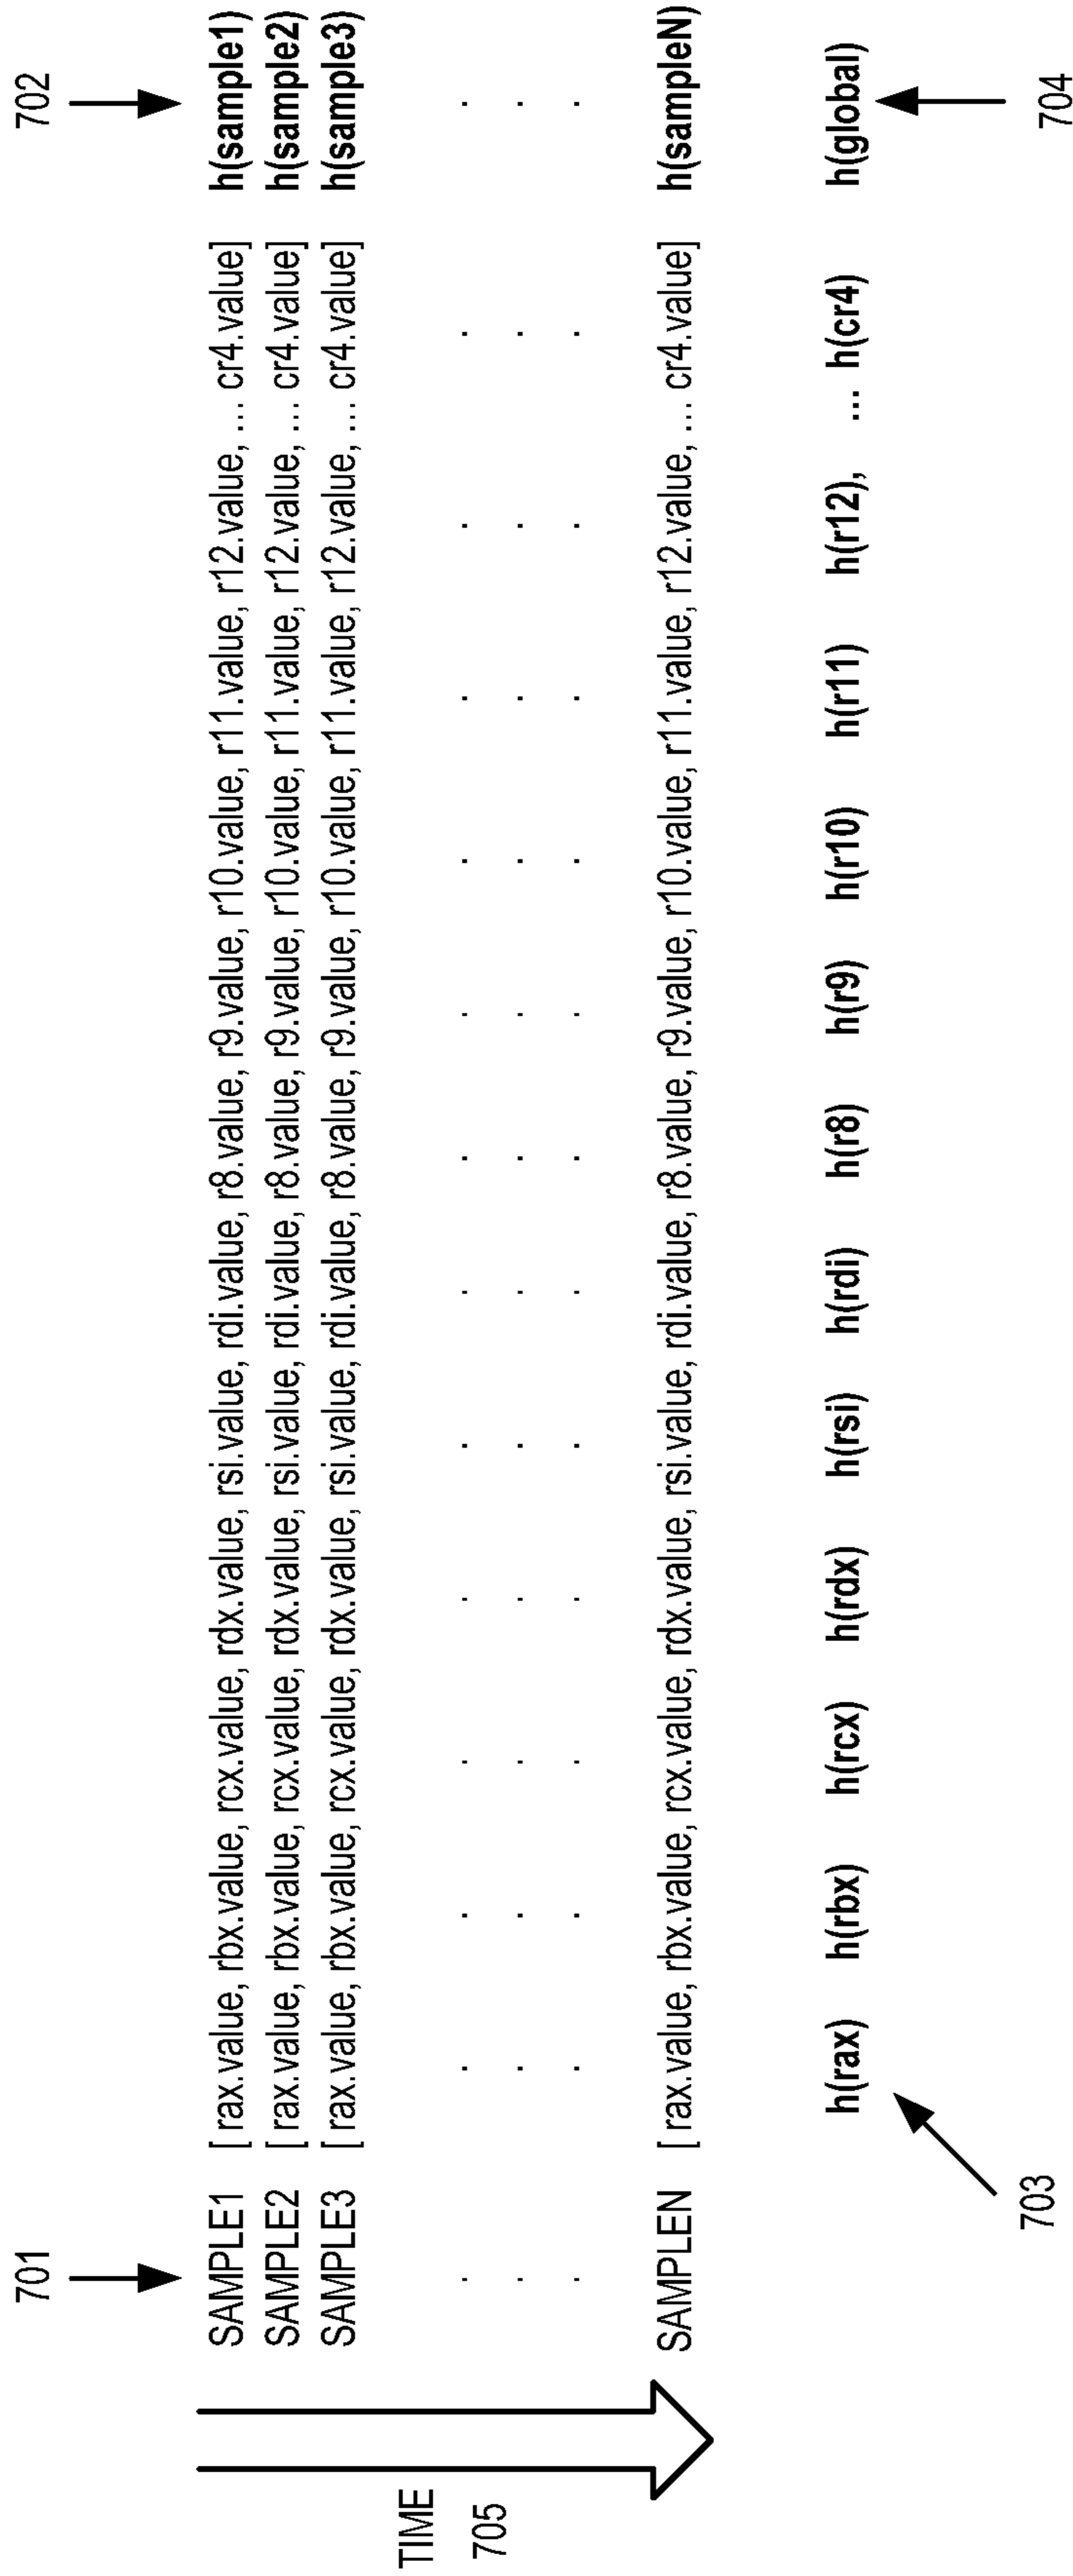 701 702
SAMPLE1 [ rax.value, rbx.value, rcx.value, rdx.value, rsi.value, rdi.value, r8.value, r9.value, r10.value, r11.value, r12.value, ... cr4.value] h(sample1)
SAMPLE2 [ rax.value, rbx.value, rcx.value, rdx.value, rsi.value, rdi.value, r8.value, r9.value, r10.value, r11.value, r12.value, ... cr4.value] h(sample2)
SAMPLE3 [ rax.value, rbx.value, rcx.value, rdx.value, rsi.value, rdi.value, r8.value, r9.value, r10.value, r11.value, r12.value, ... cr4.value] h(sample3)
TIME
705
. . . . . . . . . . . . . .
. . . . . . . . . . . . . .
. . . . . . . . . . . . . .
SAMPLEN [ rax.value, rbx.value, rcx.value, rdx.value, rsi.value, rdi.value, r8.value, r9.value, r10.value, r11.value, r12.value, ... cr4.value] h(sampleN)
h(rax) h(rbx) h(rcx) h(rdx) h(rsi) h(rdi) h(r8) h(r9) h(r10) h(r11) h(r12), ... h(cr4) h(global)
703 704